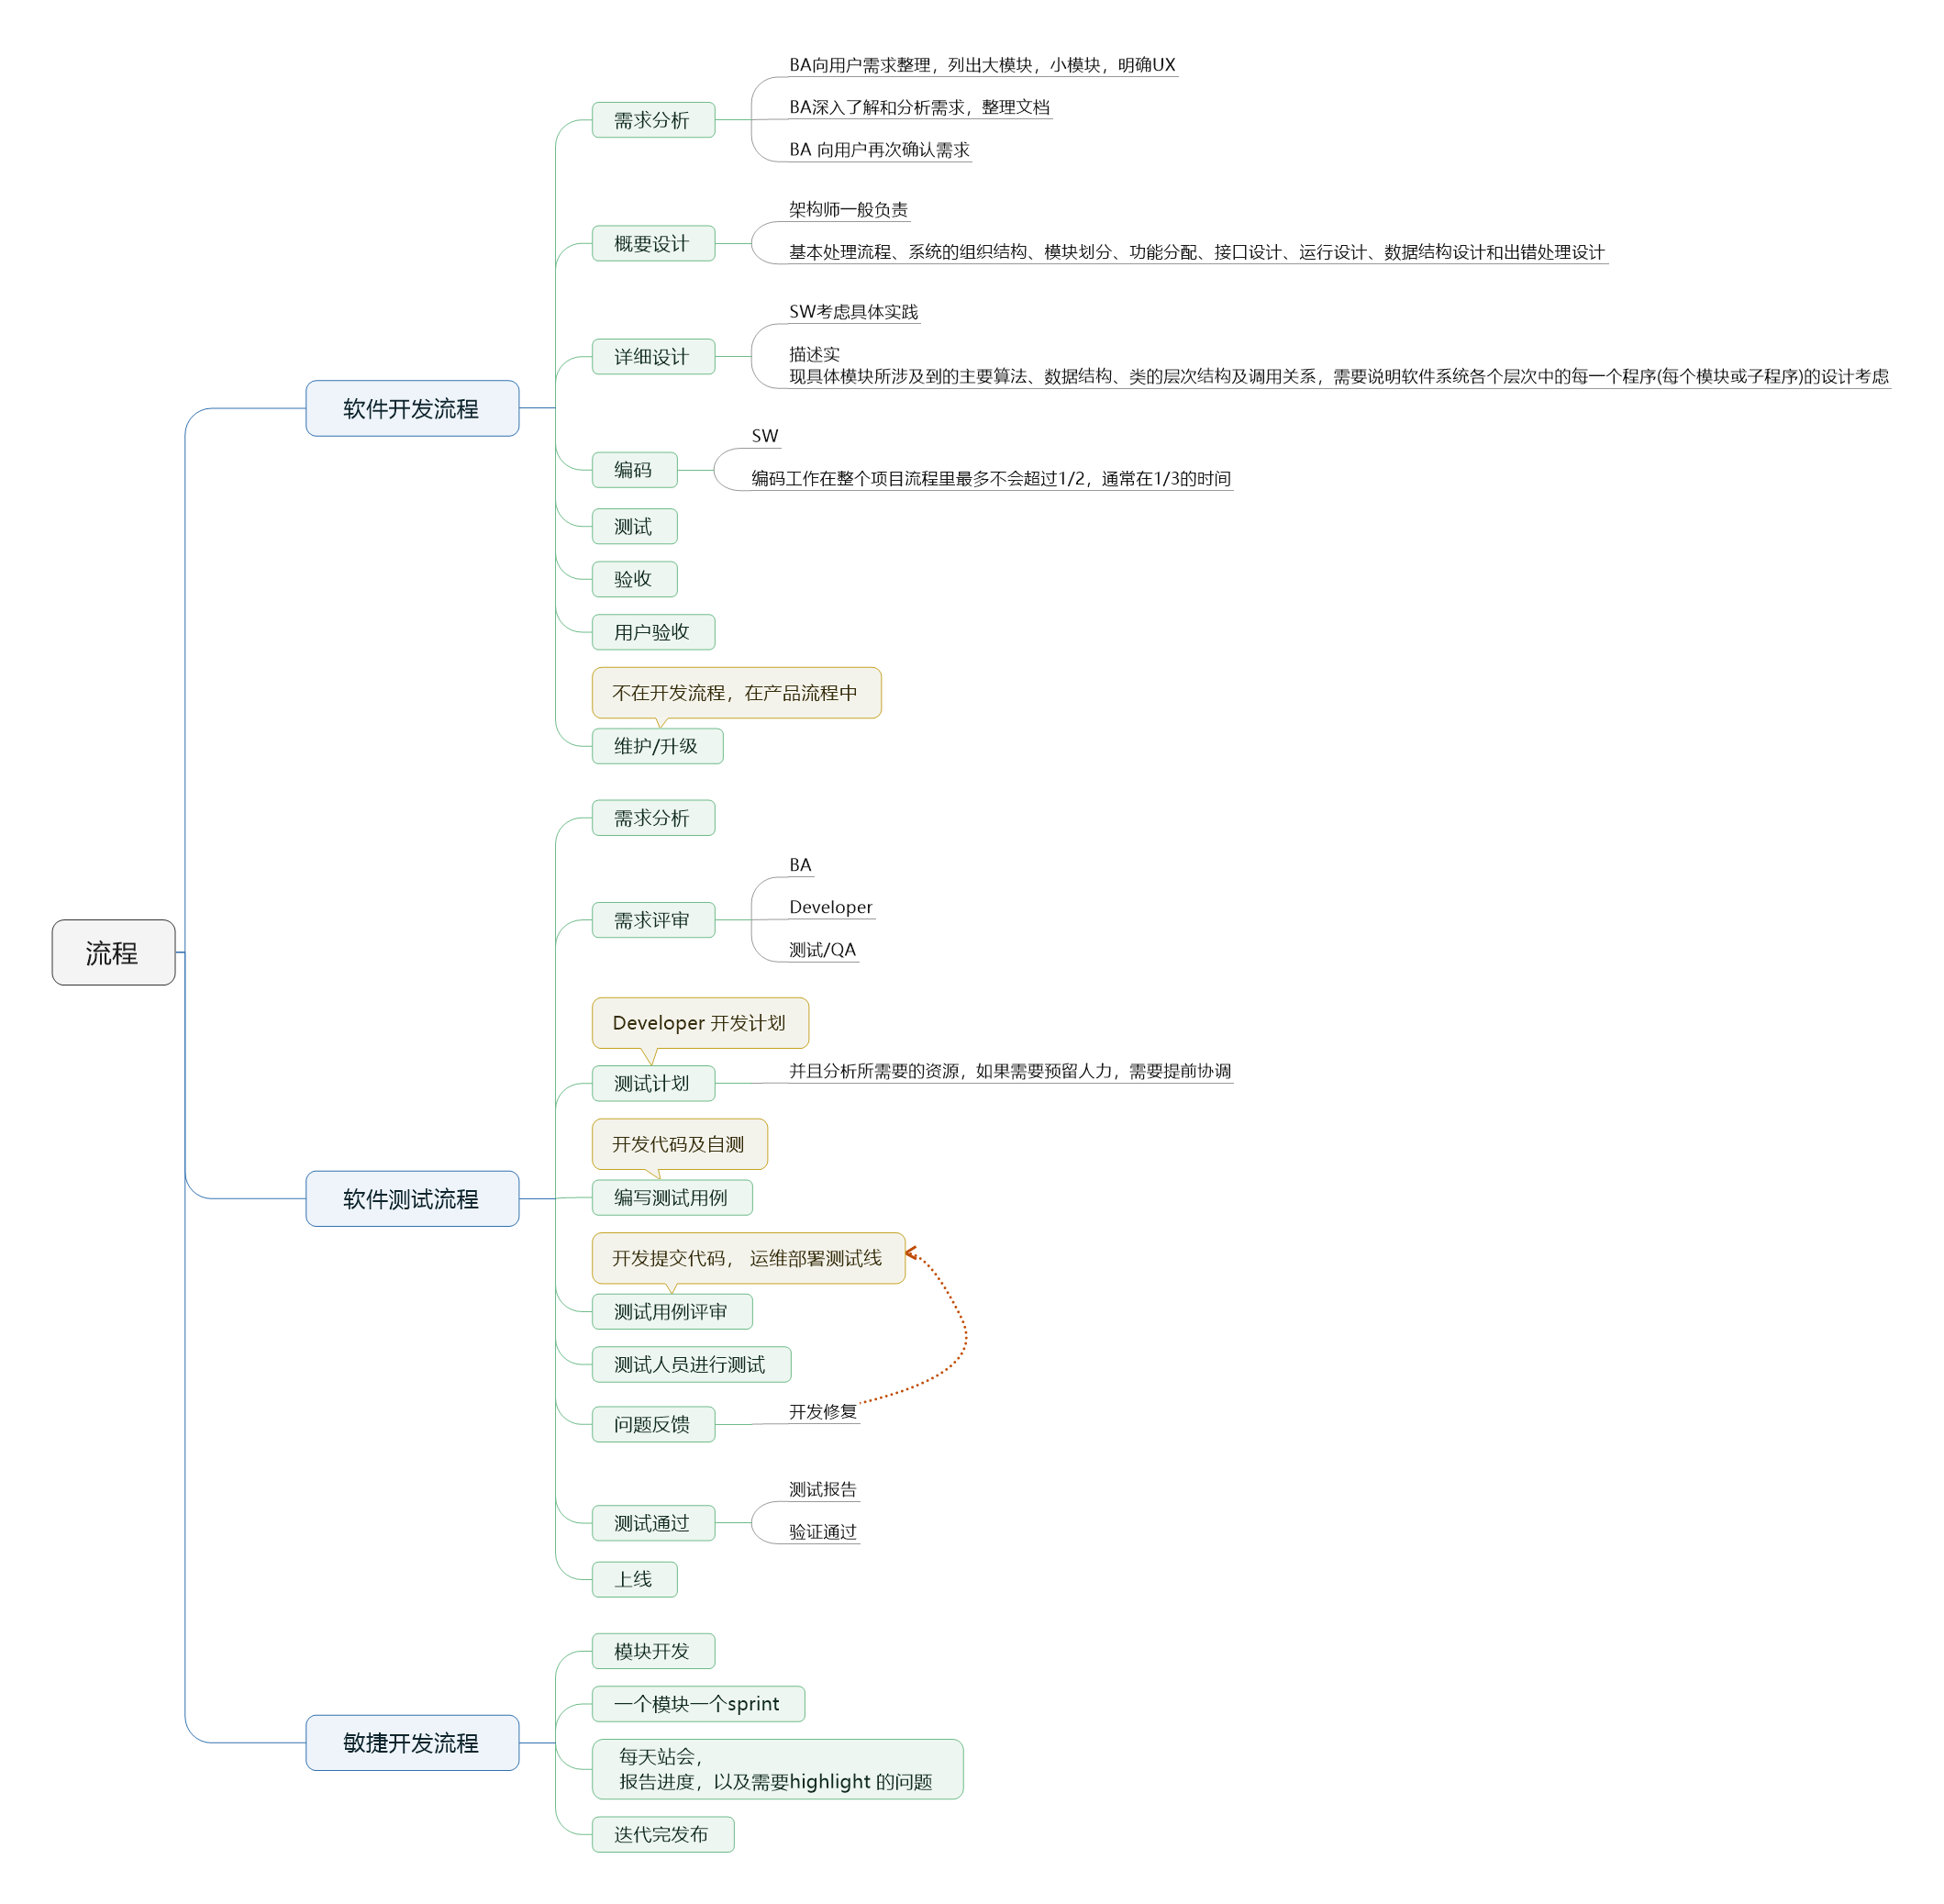 流程
软件开发流程
需求分析
BA向用户需求整理，列出大模块，小模块，明确UX
BA深入了解和分析需求，整理文档
BA 向用户再次确认需求
概要设计
架构师一般负责
基本处理流程、系统的组织结构、模块划分、功能分配、接口设计、运行设计、数据结构设计和出错处理设计
详细设计
SW考虑具体实践
描述实
现具体模块所涉及到的主要算法、数据结构、类的层次结构及调用关系，需要说明软件系统各个层次中的每一个程序(每个模块或子程序)的设计考虑
编码
SW
编码工作在整个项目流程里最多不会超过1/2，通常在1/3的时间
测试
验收
用户验收
不在开发流程，在产品流程中
维护/升级
软件测试流程
需求分析
需求评审
BA
Developer
测试/QA
Developer 开发计划
测试计划
并且分析所需要的资源，如果需要预留人力，需要提前协调
开发代码及自测
编写测试用例
开发提交代码， 运维部署测试线
测试用例评审
测试人员进行测试
问题反馈
开发修复
测试通过
测试报告
验证通过
上线
敏捷开发流程
模块开发
一个模块一个sprint
每天站会，
报告进度，以及需要highlight 的问题
迭代完发布